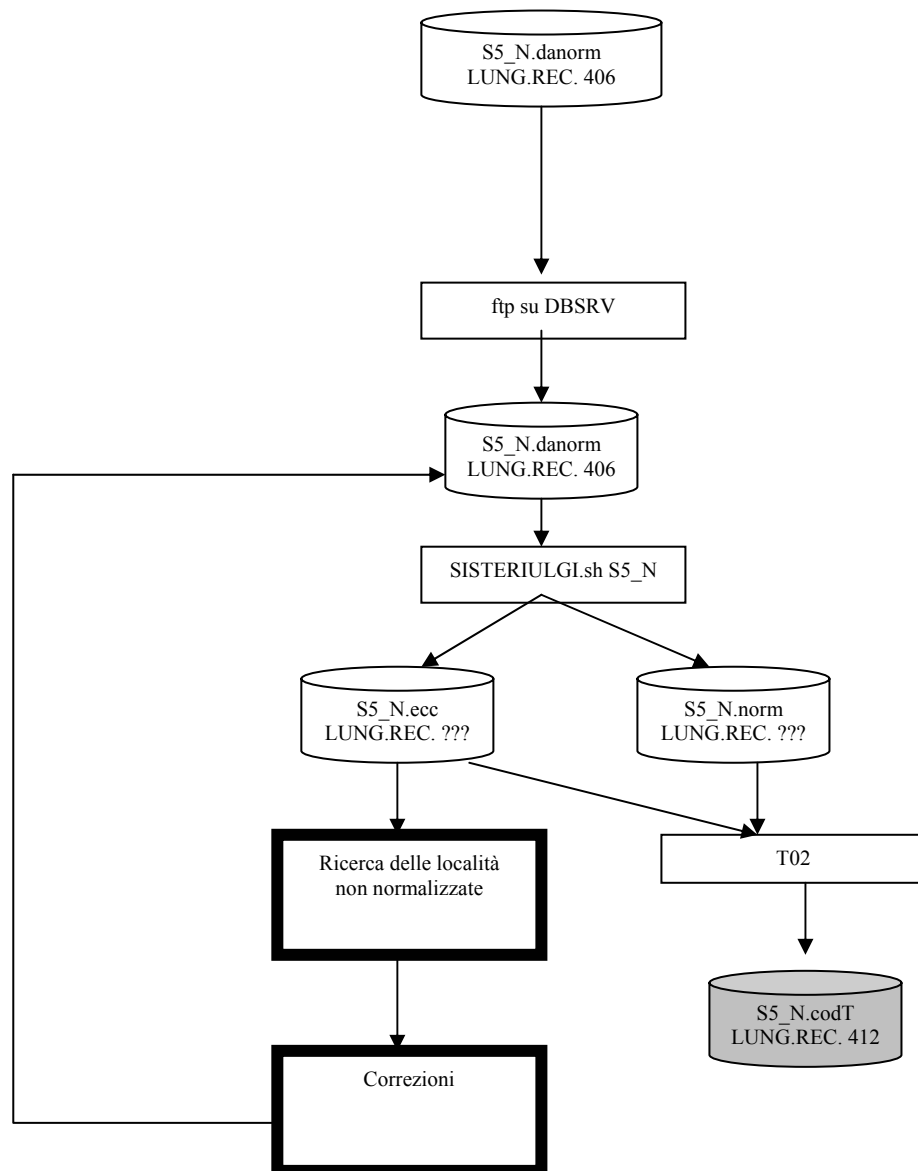 S5_N.danorm
LUNG.REC. 406
ftp su DBSRV
S5_N.danorm
LUNG.REC. 406
SISTERIULGI.sh S5_N
S5_N.ecc
LUNG.REC. ???
S5_N.norm
LUNG.REC. ???
Ricerca delle località
non normalizzate
T02
S5_N.codT
LUNG.REC. 412
Correzioni